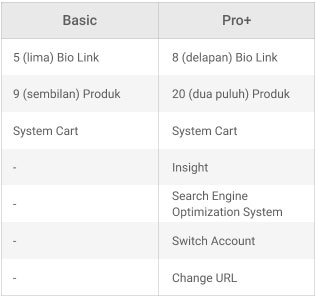 Basic Pro+
5 (lima) Bio Link 8 (delapan) Bio Link
9 (sembilan) Produk 20 (dua puluh) Produk
System Cart System Cart
- Insight
- Search Engine
Optimization System
- Switch Account
- Change URL